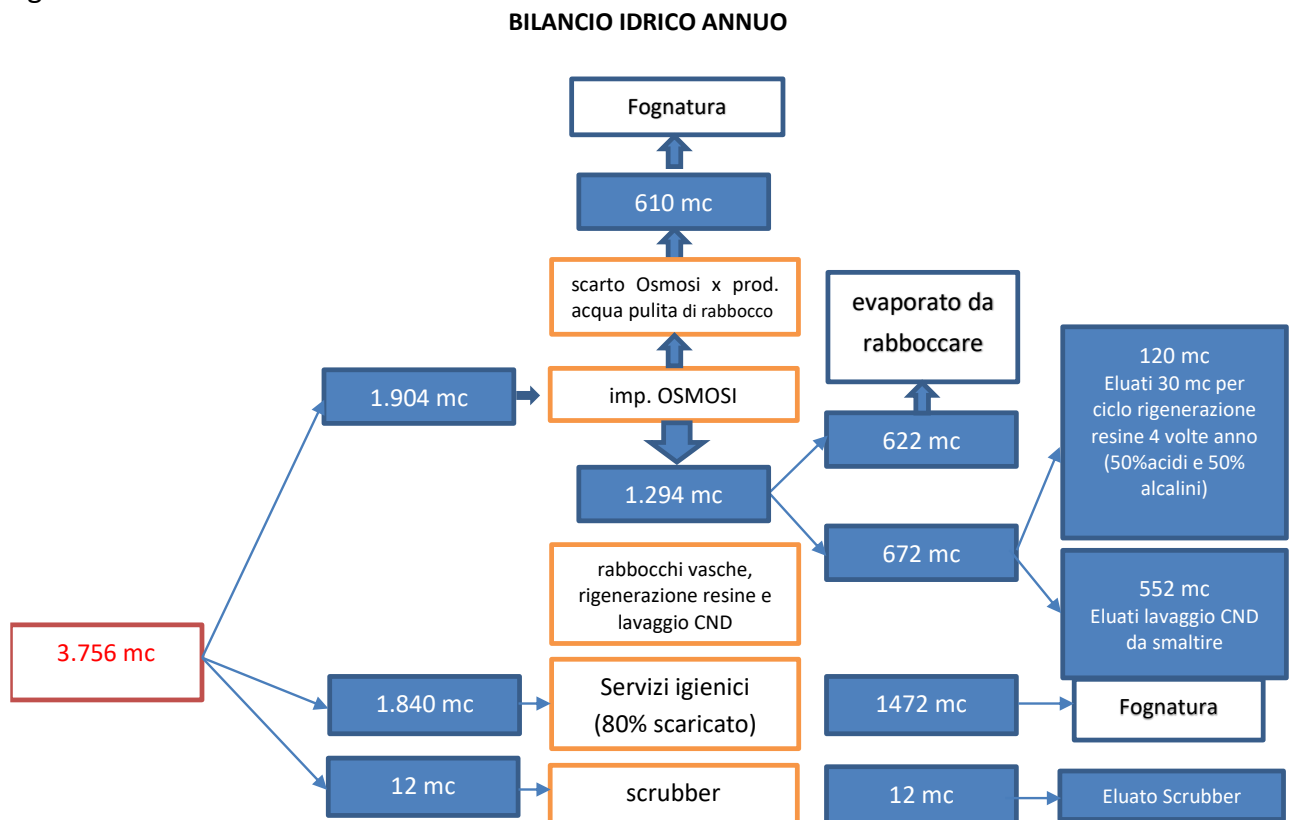 BILANCIO IDRICO ANNUO
Fognatura
610 mc
scarto Osmosi x prod.
acqua pulita di rabbocco
evaporato da
rabboccare
1.904 mc
imp. OSMOSI
622 mc
120 mc
Eluati 30 mc per
ciclo rigenerazione
resine 4 volte anno
(50%acidi e 50%
alcalini)
1.294 mc
672 mc
rabbocchi vasche,
rigenerazione resine e
lavaggio CND
552 mc
Eluati lavaggio CND
da smaltire
3.756 mc
1.840 mc
Servizi igienici
(80% scaricato)
1472 mc
Fognatura
12 mc
scrubber
12 mc
Eluato Scrubber